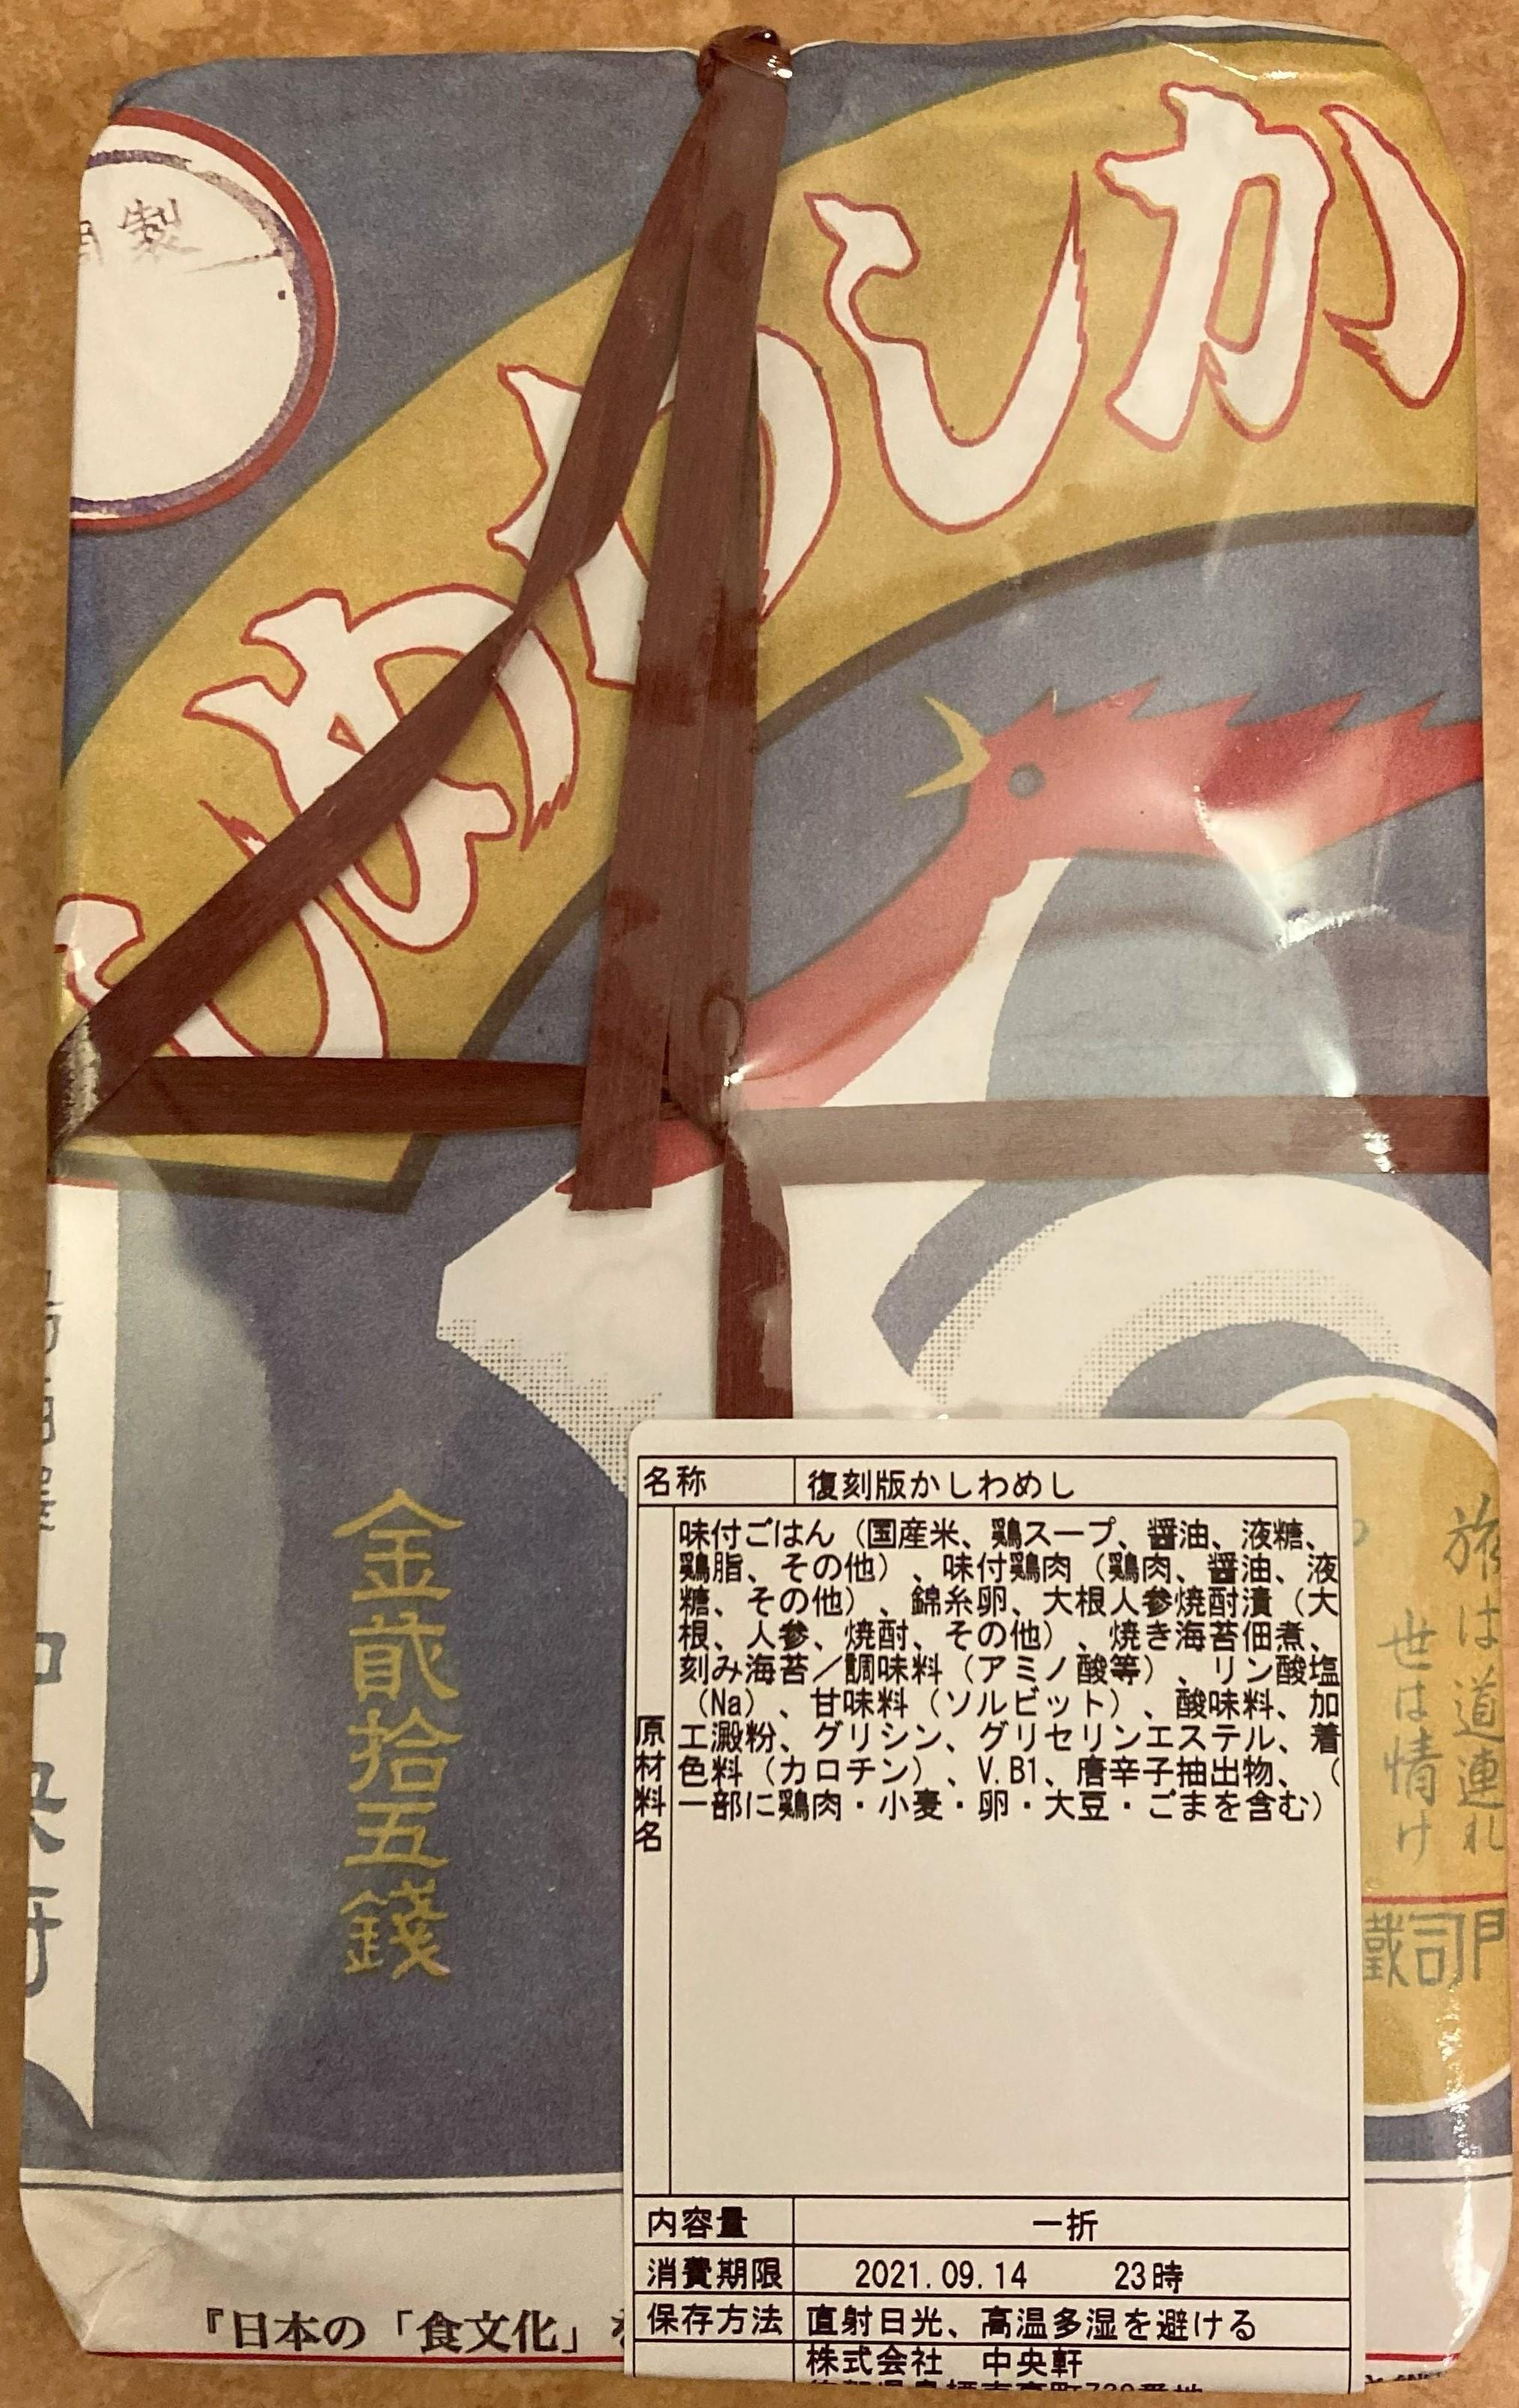 製
かしわめし
金貮拾五錢
旅は道連れ
世は情け
門司鐵
名称 復刻版かしわめし
原材料名
味付ごはん（国産米、鶏スープ、醤油、液糖、
鶏脂、その他）、味付鶏肉（鶏肉、醤油、液
糖、その他）、錦糸卵、大根人参焼酎漬（大
根、人参、焼酎、その他）、焼き海苔佃煮、
刻み海苔／調味料（アミノ酸等）、リン酸塩
（Na）、甘味料（ソルビット）、酸味料、加
工澱粉、グリシン、グリセリンエステル、着
色料（カロチン）、V.B1、唐辛子抽出物、（
一部に鶏肉・小麦・卵・大豆・ごまを含む）
内容量 一折
消費期限 2021.09.14 23時
保存方法 直射日光、高温多湿を避ける
株式会社 中央軒
『日本の「食文化」